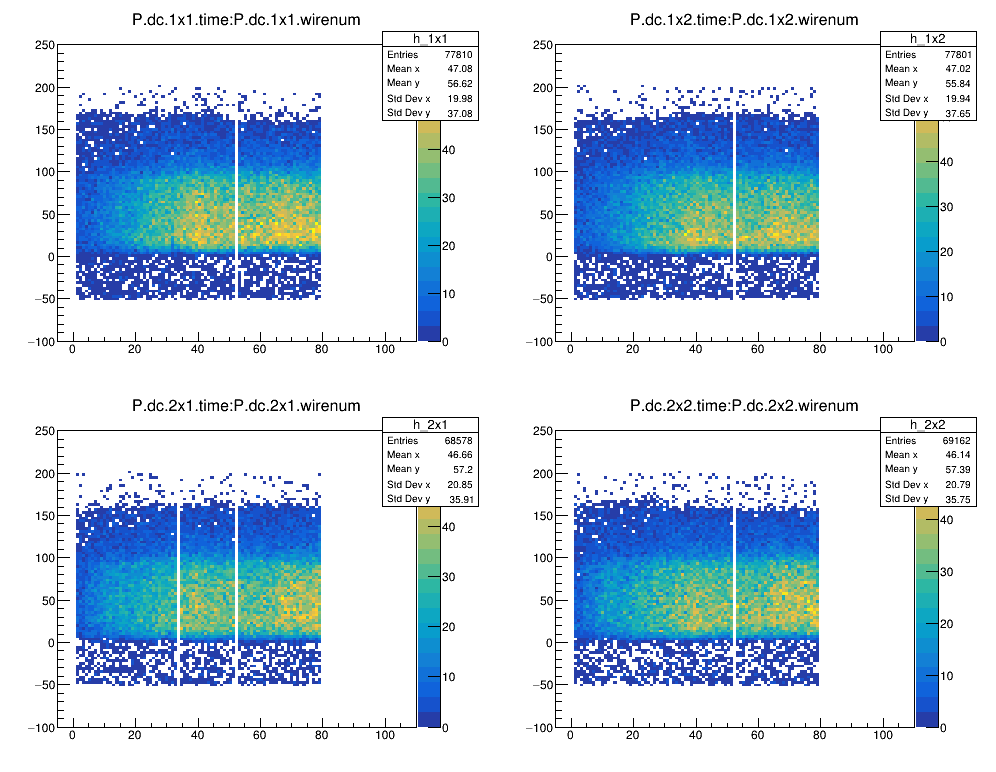 P.dc.1x1.time:P.dc.1x1.wirenum
h_1x1
Entries 77810
Mean x 47.08
Mean y 56.62
Std Dev x 19.98
Std Dev y 37.08
250
200
150
100
50
0
−50
−100
0 20 40 60 80 100
40
30
20
10
0
P.dc.1x2.time:P.dc.1x2.wirenum
h_1x2
Entries 77801
Mean x 47.02
Mean y 55.84
Std Dev x 19.94
Std Dev y 37.65
250
200
150
100
50
0
−50
−100
0 20 40 60 80 100
40
30
20
10
0
P.dc.2x1.time:P.dc.2x1.wirenum
h_2x1
Entries 68578
Mean x 46.66
Mean y 57.2
Std Dev x 20.85
Std Dev y 35.91
250
200
150
100
50
0
−50
−100
0 20 40 60 80 100
40
30
20
10
0
P.dc.2x2.time:P.dc.2x2.wirenum
h_2x2
Entries 69162
Mean x 46.14
Mean y 57.39
Std Dev x 20.79
Std Dev y 35.75
250
200
150
100
50
0
−50
−100
0 20 40 60 80 100
40
30
20
10
0